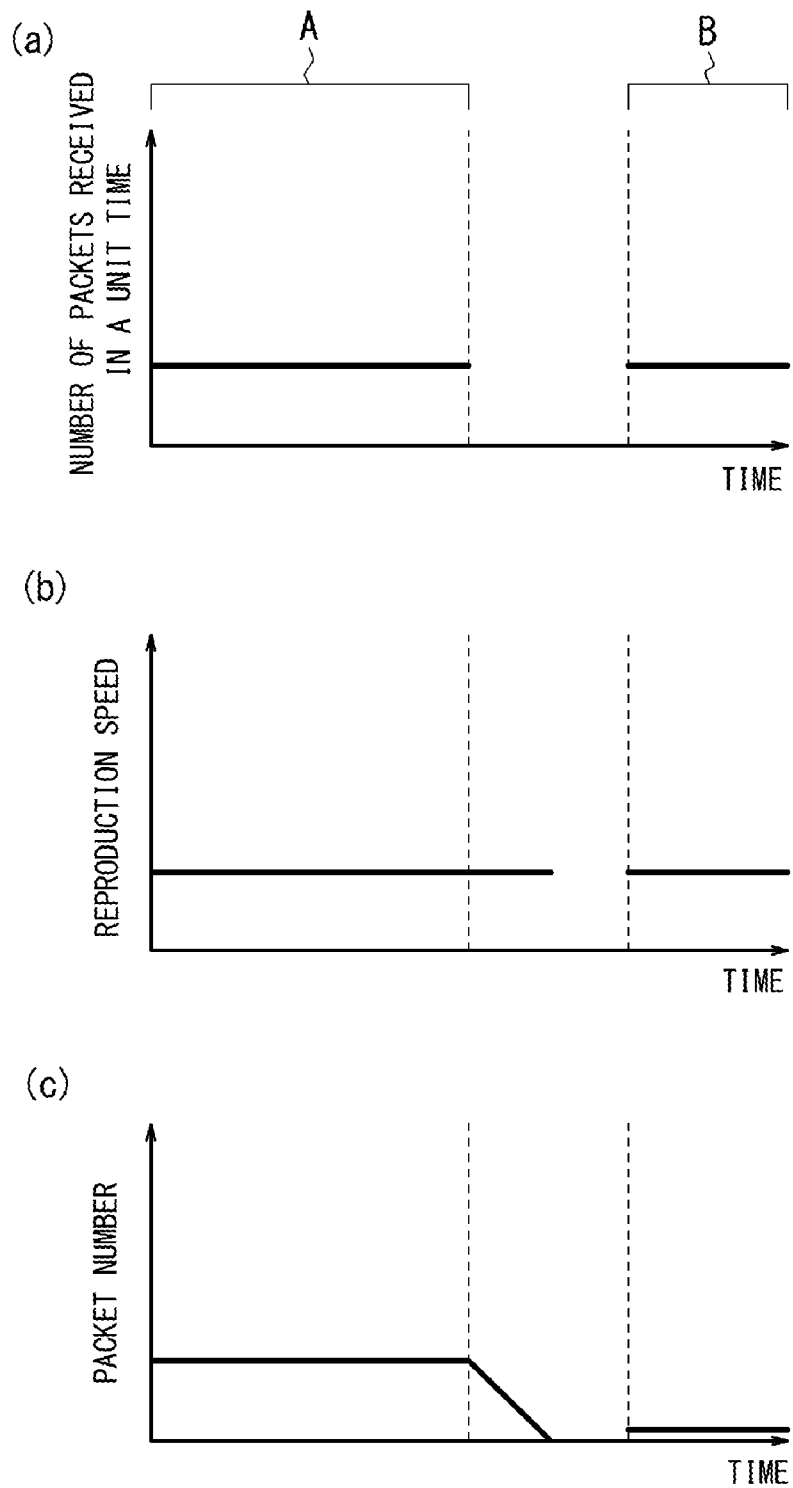 (a)
A
B
NUMBER OF PACKETS RECEIVED
IN A UNIT TIME
TIME
(b)
REPRODUCTION SPEED
TIME
(c)
PACKET NUMBER
TIME